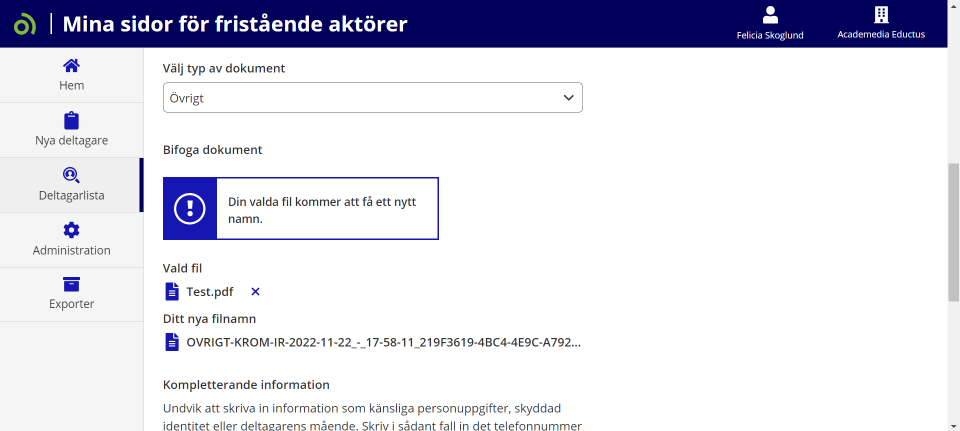 Mina sidor för fristående aktörer
Felicia Skoglund
Academedia Eductus
Hem
Nya deltagare
Deltagarlista
Administration
Exporter
Välj typ av dokument
Övrigt
Bifoga dokument
Din valda fil kommer att få ett nytt
namn.
Vald fil
Test.pdf
Ditt nya filnamn
OVRIGT-KROM-IR-2022-11-22_-_17-58-11_219F3619-4BC4-4E9C-A792...
Kompletterande information
Undvik att skriva in information som känsliga personuppgifter, skyddad
identitet eller deltagarens mående. Skriv i sådant fall in det telefonnummer